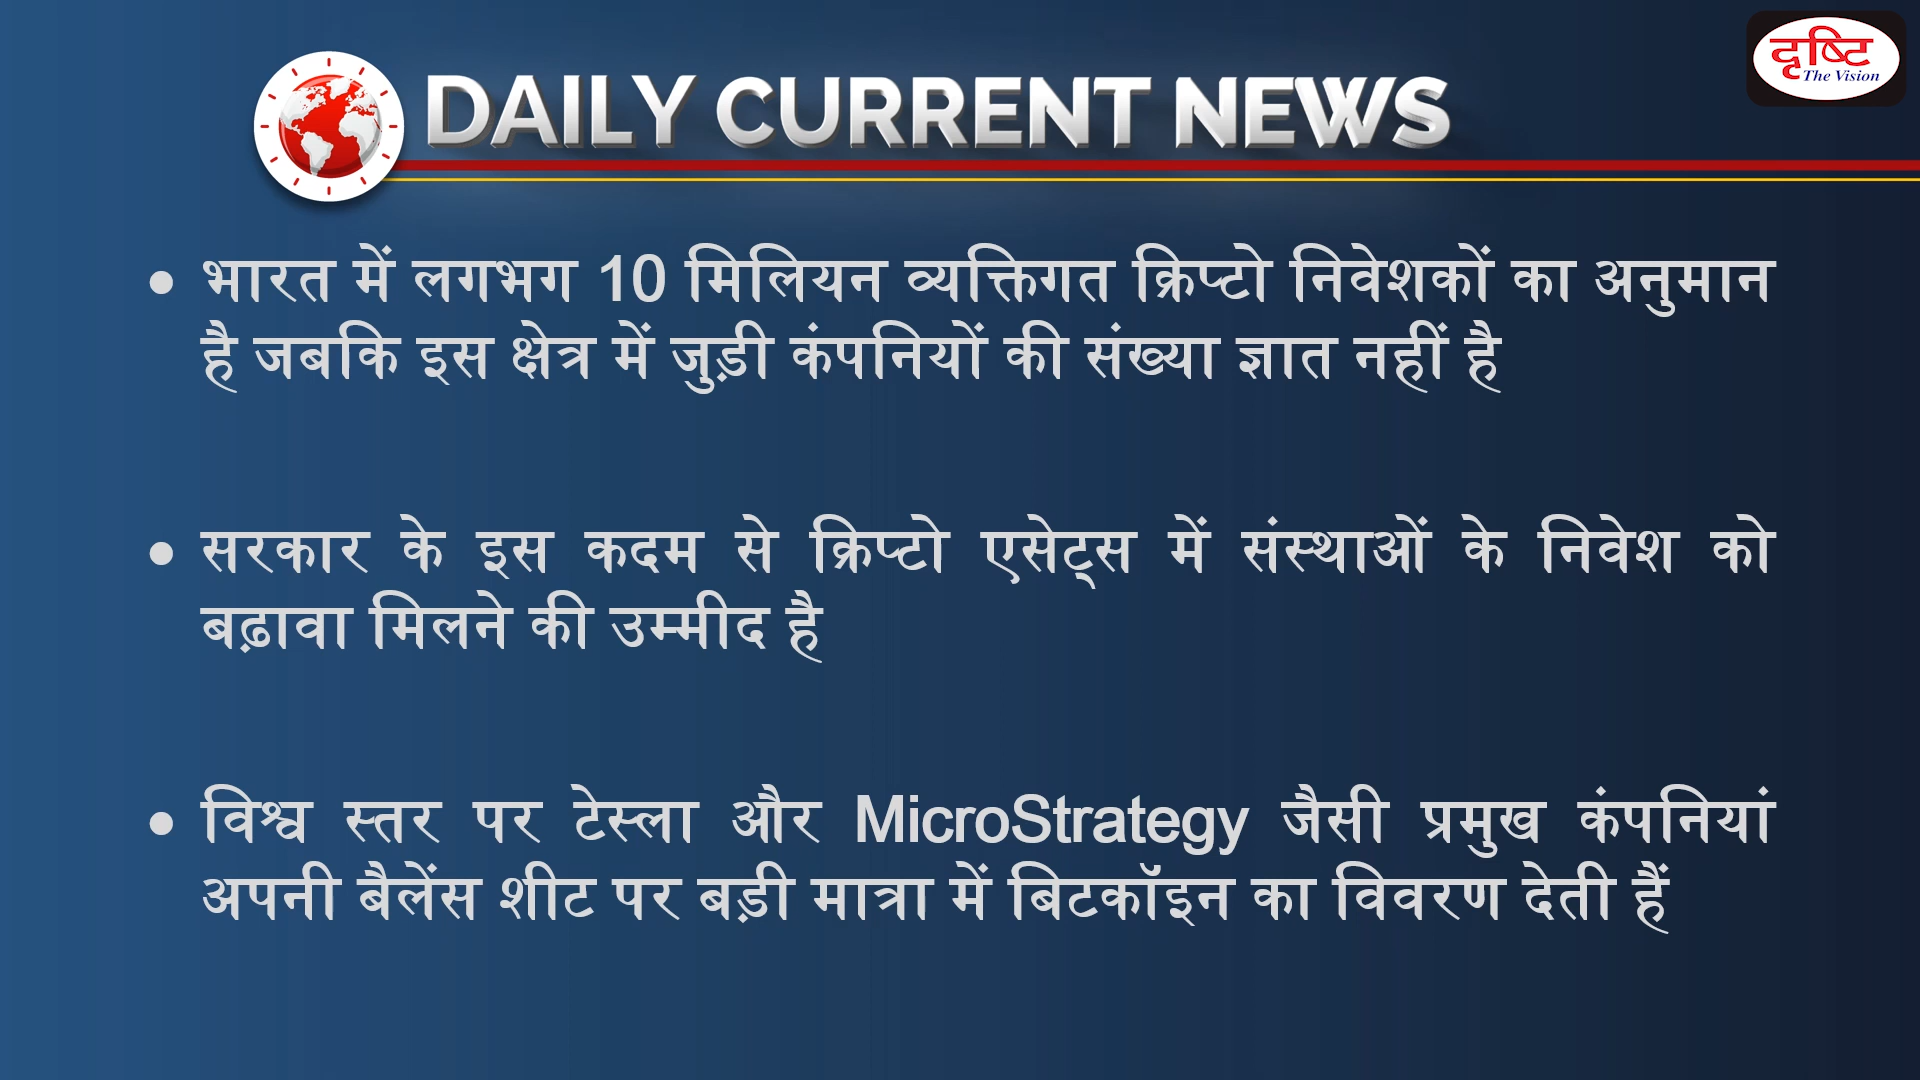 दृष्टि
The Vision
DAILY CURRENT NEWS
• भारत में लगभग 10 मिलियन व्यक्तिगत क्रिप्टो निवेशकों का अनुमान
है जबकि इस क्षेत्र में जुड़ी कंपनियों की संख्या ज्ञात नहीं है
• सरकार के इस कदम से क्रिप्टो एसेट्स में संस्थाओं के निवेश को
बढ़ावा मिलने की उम्मीद है
• विश्व स्तर पर टेस्ला और MicroStrategy जैसी प्रमुख कंपनियां
अपनी बैलेंस शीट पर बड़ी मात्रा में बिटकॉइन का विवरण देती हैं